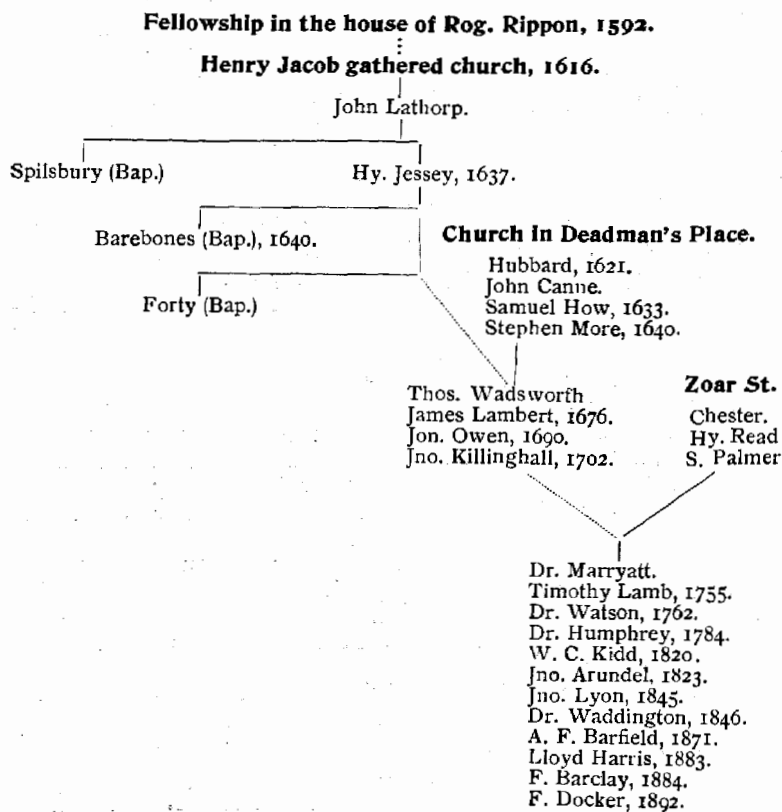 Fellowship in the house of Rog. Rippon, 1592.
Henry Jacob gathered church, 1616.
John Lathorp.
Spilsbury (Bap.)
Hy. Jessey, 1637.
Barebones (Bap.), 1640.
Forty (Bap.)
Church in Deadman's Place.
Hubbard, 1621.
John Canne.
Samuel How, 1633.
Stephen More, 1640.
Thos. Wadsworth
James Lambert, 1676.
Jon. Owen, 1690.
Jno. Killinghall, 1702.
Zoar St.
Chester.
Hy. Read
S. Palmer
Dr. Marryatt.
Timothy Lamb, 1755.
Dr. Watson, 1762.
Dr. Humphrey, 1784.
W. C. Kidd, 1820.
Jno. Arundel, 1823.
Jno. Lyon, 1845.
Dr. Waddington, 1846.
A. F. Barfield, 1871.
Lloyd Harris, 1883.
F. Barclay, 1884.
F. Docker, 1892.